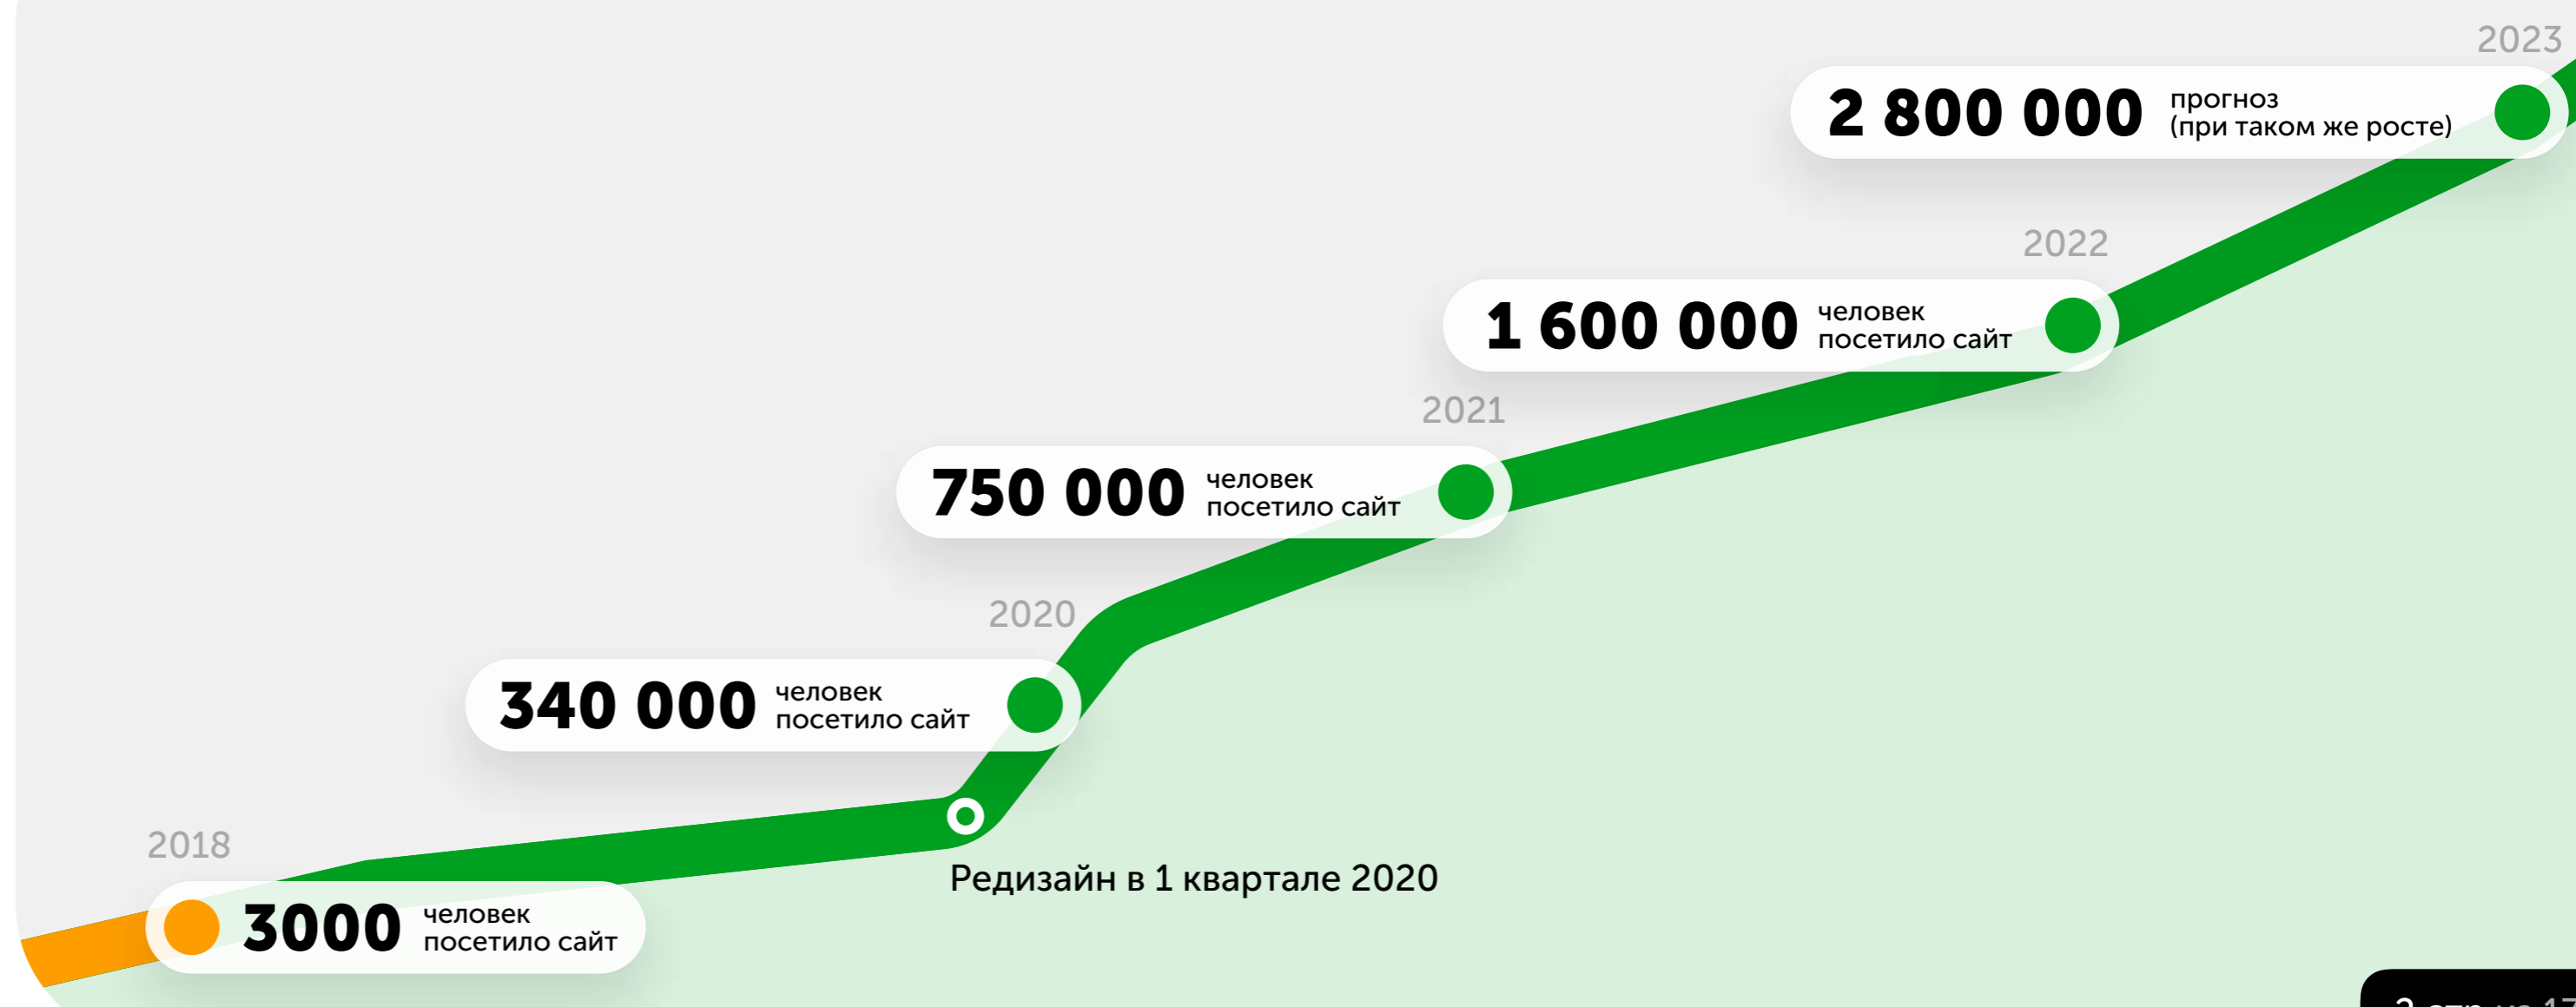 2023
2 800 000
прогноз
(при таком же росте)
2022
1 600 000
человек
посетило сайт
2021
750 000
человек
посетило сайт
2020
340 000
человек
посетило сайт
2018
3000
человек
посетило сайт
Редизайн в 1 квартале 2020